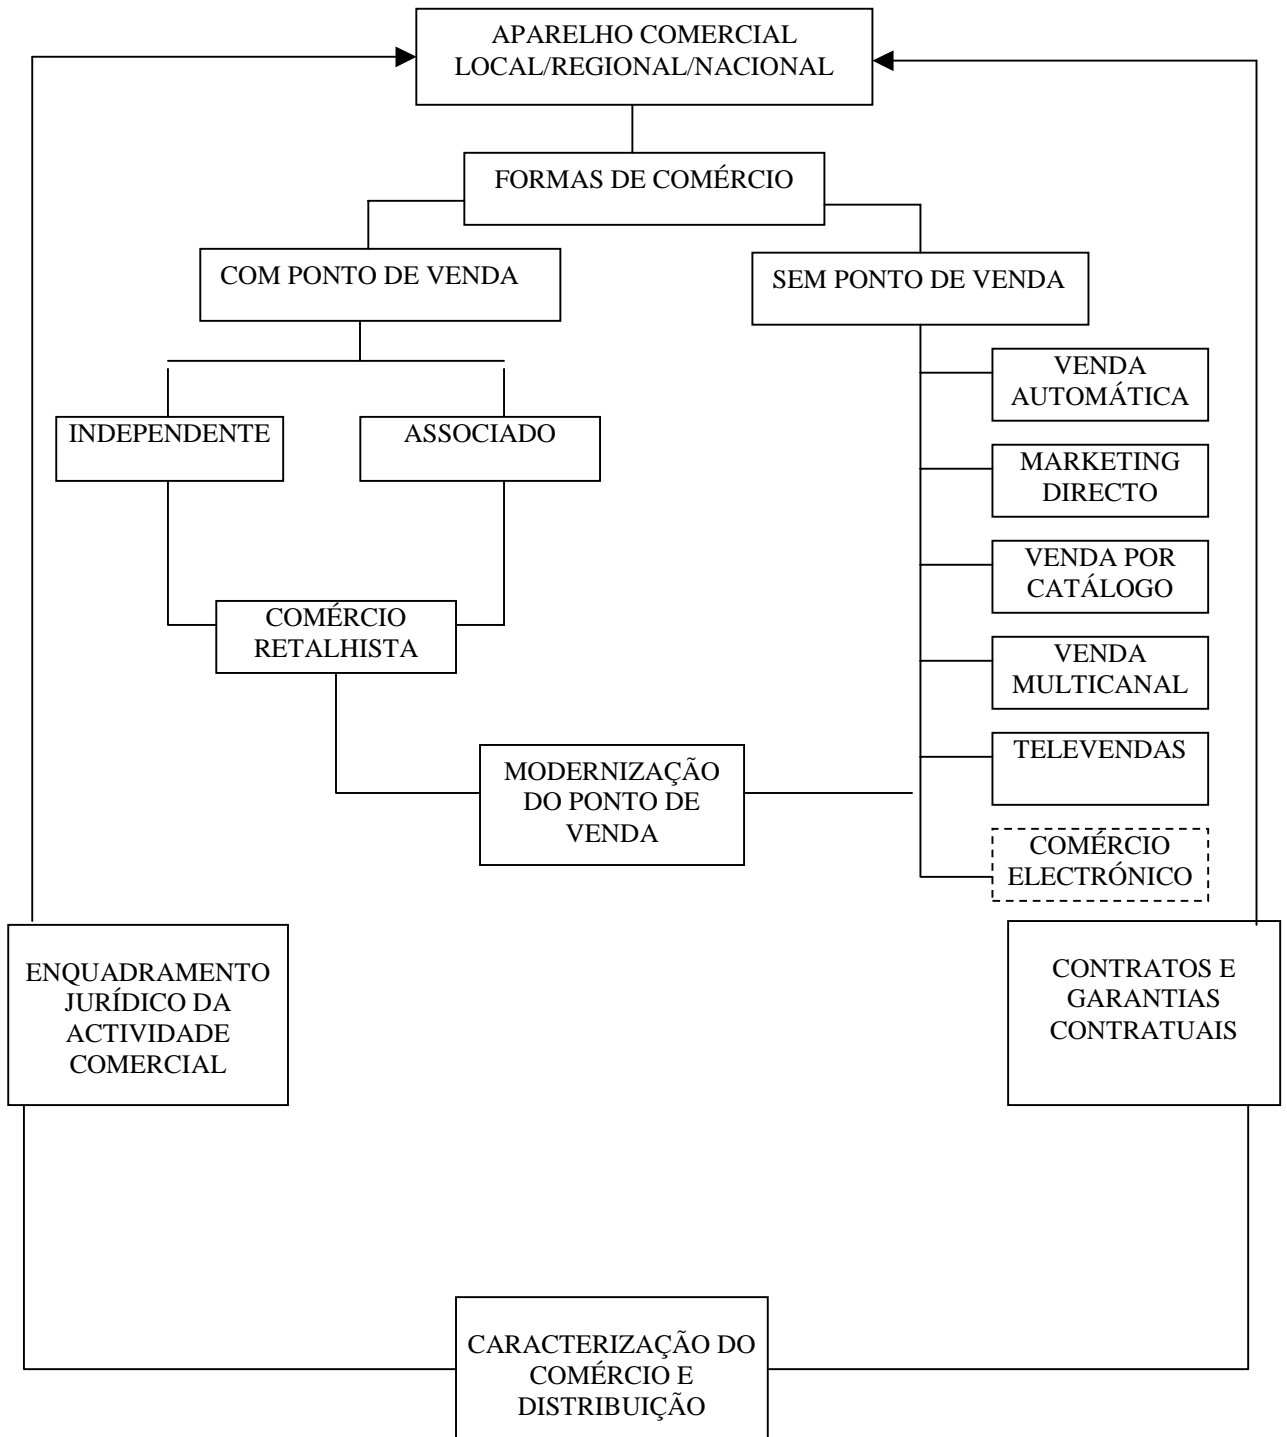 APARELHO COMERCIAL
LOCAL/REGIONAL/NACIONAL
FORMAS DE COMÉRCIO
COM PONTO DE VENDA
SEM PONTO DE VENDA
INDEPENDENTE
ASSOCIADO
VENDA
AUTOMÁTICA
MARKETING
DIRECTO
VENDA POR
CATÁLOGO
COMÉRCIO
RETALHISTA
VENDA
MULTICANAL
MODERNIZAÇÃO
DO PONTO DE
VENDA
TELEVENDAS
COMÉRCIO
ELECTRÓNICO
ENQUADRAMENTO
JURÍDICO DA
ACTIVIDADE
COMERCIAL
CONTRATOS E
GARANTIAS
CONTRATUAIS
CARACTERIZAÇÃO DO
COMÉRCIO E
DISTRIBUIÇÃO